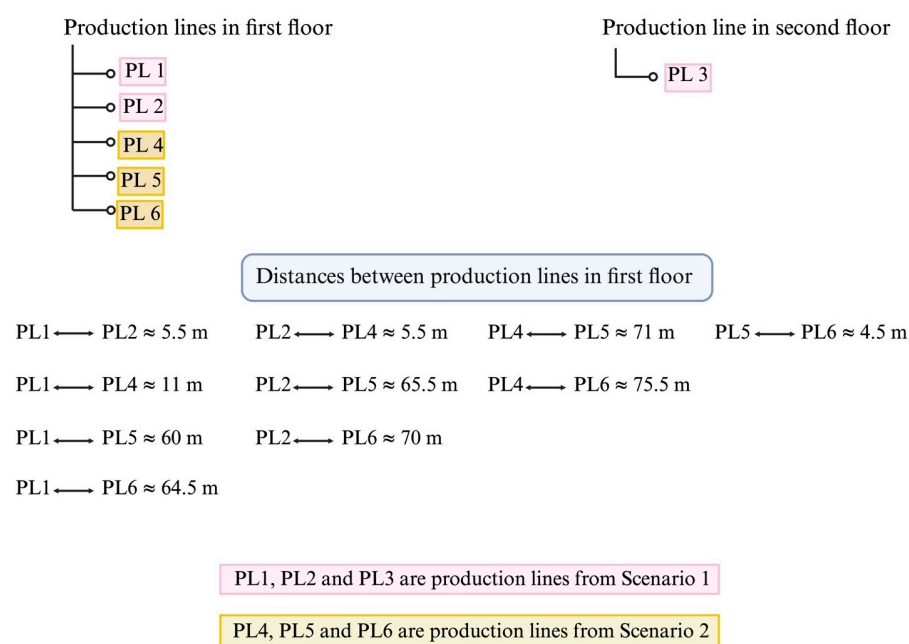 Production lines in first floor
PL 1
PL 2
PL 4
PL 5
PL 6
Production line in second floor
PL 3
Distances between production lines in first floor
PL1 ⟷ PL2 ≈ 5.5 m
PL2 ⟷ PL4 ≈ 5.5 m
PL4 ⟷ PL5 ≈ 71 m
PL5 ⟷ PL6 ≈ 4.5 m
PL1 ⟷ PL4 ≈ 11 m
PL2 ⟷ PL5 ≈ 65.5 m
PL4 ⟷ PL6 ≈ 75.5 m
PL1 ⟷ PL5 ≈ 60 m
PL2 ⟷ PL6 ≈ 70 m
PL1 ⟷ PL6 ≈ 64.5 m
PL1, PL2 and PL3 are production lines from Scenario 1
PL4, PL5 and PL6 are production lines from Scenario 2